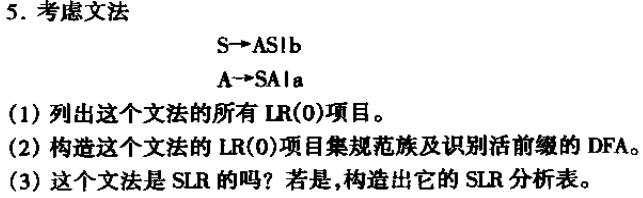 5. 考虑文法
S→AS|b
A→SA|a
(1) 列出这个文法的所有 LR(0)项目。
(2) 构造这个文法的 LR(0)项目集规范族及识别活前缀的 DFA。
(3) 这个文法是 SLR 的吗? 若是,构造出它的 SLR 分析表。